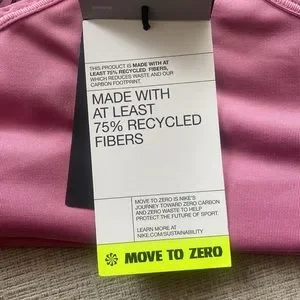 THIS PRODUCT IS MADE WITH AT
LEAST 75% RECYCLED FIBERS,
WHICH REDUCES WASTE AND OUR
CARBON FOOTPRINT.
MADE WITH
AT LEAST
75% RECYCLED
FIBERS
MOVE TO ZERO IS NIKE'S
JOURNEY TOWARD ZERO CARBON
AND ZERO WASTE TO HELP
PROTECT THE FUTURE OF SPORT.
LEARN MORE AT
NIKE.COM/SUSTAINABILITY
MOVE TO ZERO